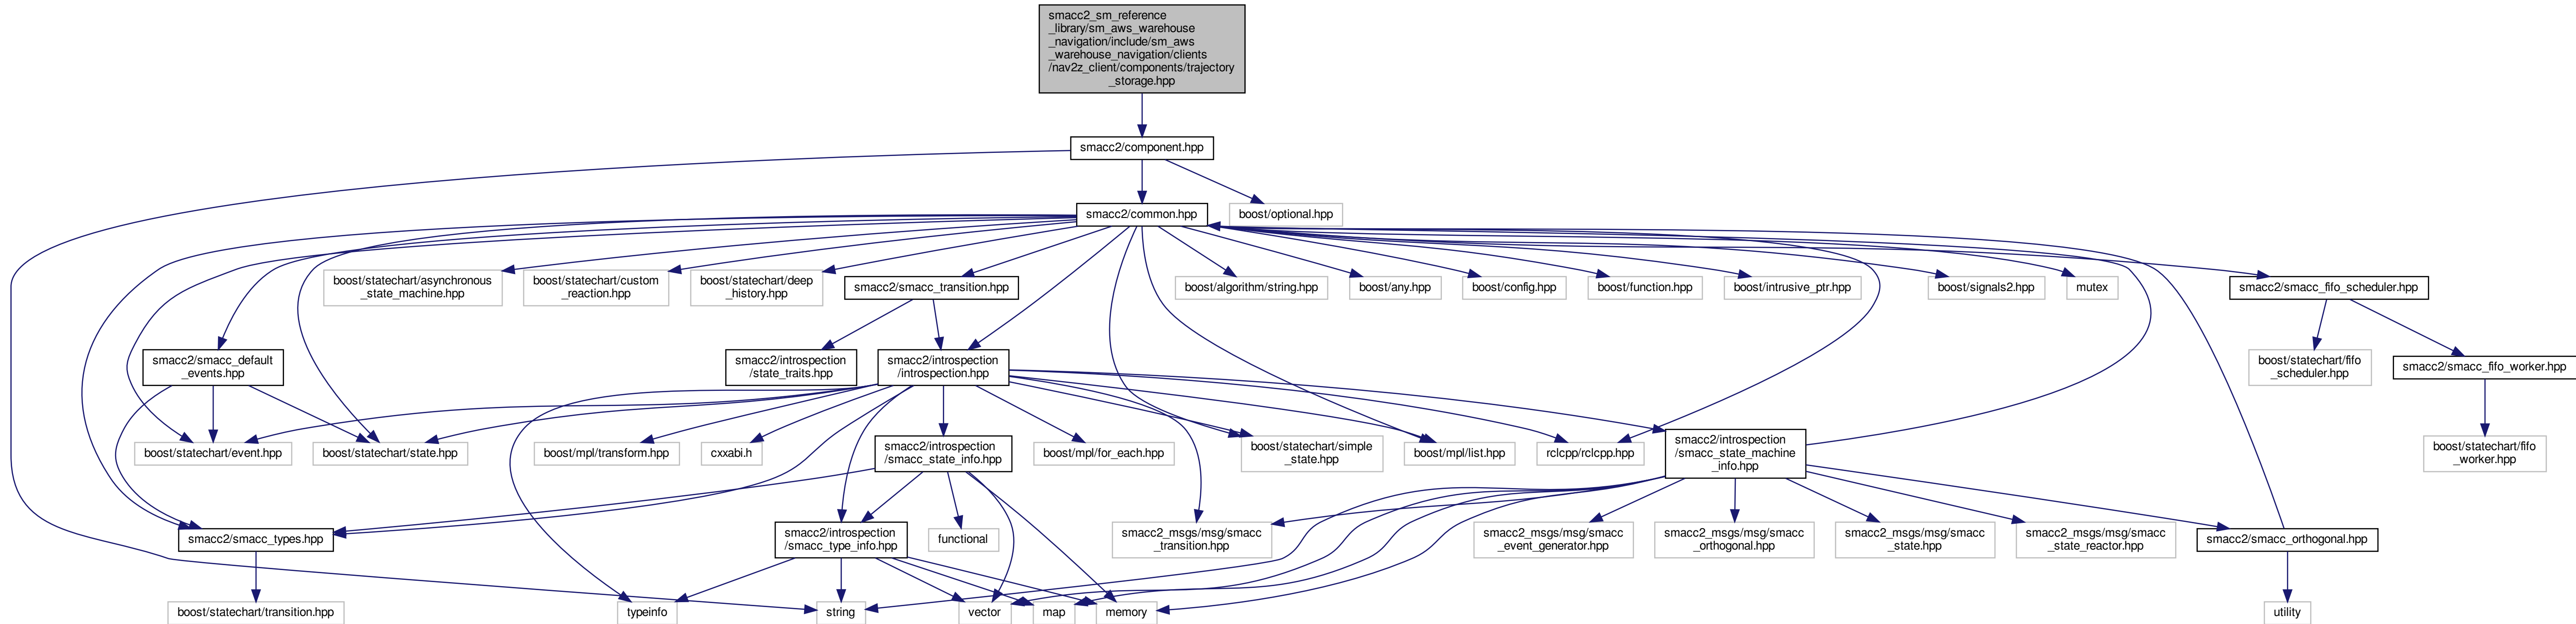 smacc2_sm_reference
_library/sm_aws_warehouse
_navigation/include/sm_aws
_warehouse_navigation/clients
/nav2z_client/components/trajectory
_storage.hpp
smacc2/component.hpp
smacc2/common.hpp
boost/optional.hpp
boost/statechart/asynchronous
_state_machine.hpp
boost/statechart/custom
_reaction.hpp
boost/statechart/deep
_history.hpp
smacc2/smacc_transition.hpp
boost/algorithm/string.hpp
boost/any.hpp
boost/config.hpp
boost/function.hpp
boost/intrusive_ptr.hpp
boost/signals2.hpp
mutex
smacc2/smacc_fifo_scheduler.hpp
smacc2/smacc_default
_events.hpp
smacc2/introspection
/state_traits.hpp
smacc2/introspection
/introspection.hpp
boost/statechart/fifo
_scheduler.hpp
smacc2/smacc_fifo_worker.hpp
boost/statechart/event.hpp
boost/statechart/state.hpp
boost/mpl/transform.hpp
cxxabi.h
smacc2/introspection
/smacc_state_info.hpp
boost/mpl/for_each.hpp
boost/statechart/simple
_state.hpp
boost/mpl/list.hpp
rclcpp/rclcpp.hpp
smacc2/introspection
/smacc_state_machine
_info.hpp
boost/statechart/fifo
_worker.hpp
smacc2/smacc_types.hpp
smacc2/introspection
/smacc_type_info.hpp
functional
smacc2_msgs/msg/smacc
_transition.hpp
smacc2_msgs/msg/smacc
_event_generator.hpp
smacc2_msgs/msg/smacc
_orthogonal.hpp
smacc2_msgs/msg/smacc
_state.hpp
smacc2_msgs/msg/smacc
_state_reactor.hpp
smacc2/smacc_orthogonal.hpp
boost/statechart/transition.hpp
typeinfo
string
vector
map
memory
utility